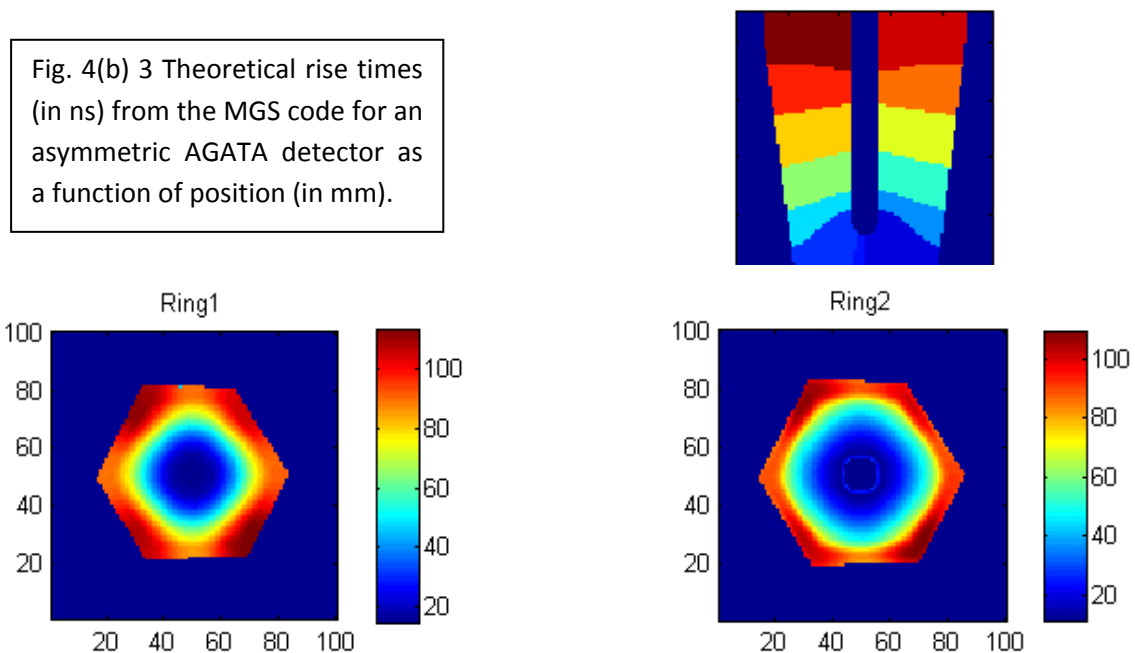 Fig. 4(b) 3 Theoretical rise times
(in ns) from the MGS code for an
asymmetric AGATA detector as
a function of position (in mm).
Ring1
100
80
60
40
20
20 40 60 80 100
100
80
60
40
20
Ring2
100
80
60
40
20
20 40 60 80 100
100
80
60
40
20